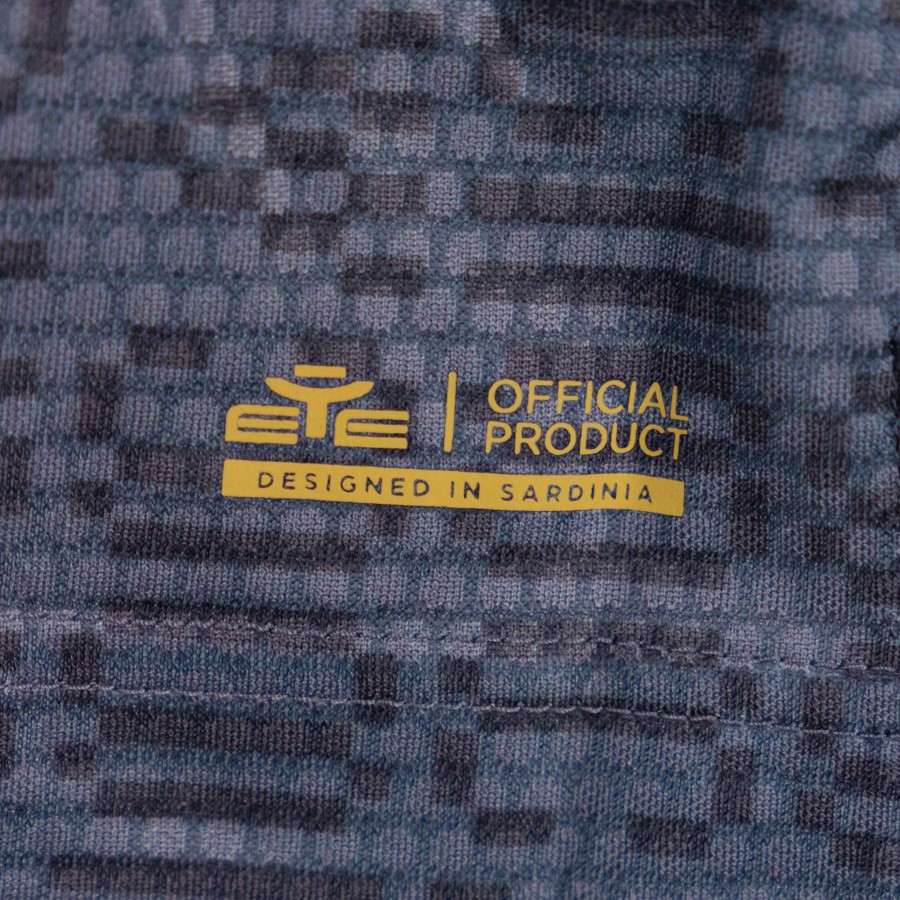 EYE | OFFICIAL
PRODUCT
DESIGNED IN SARDINIA